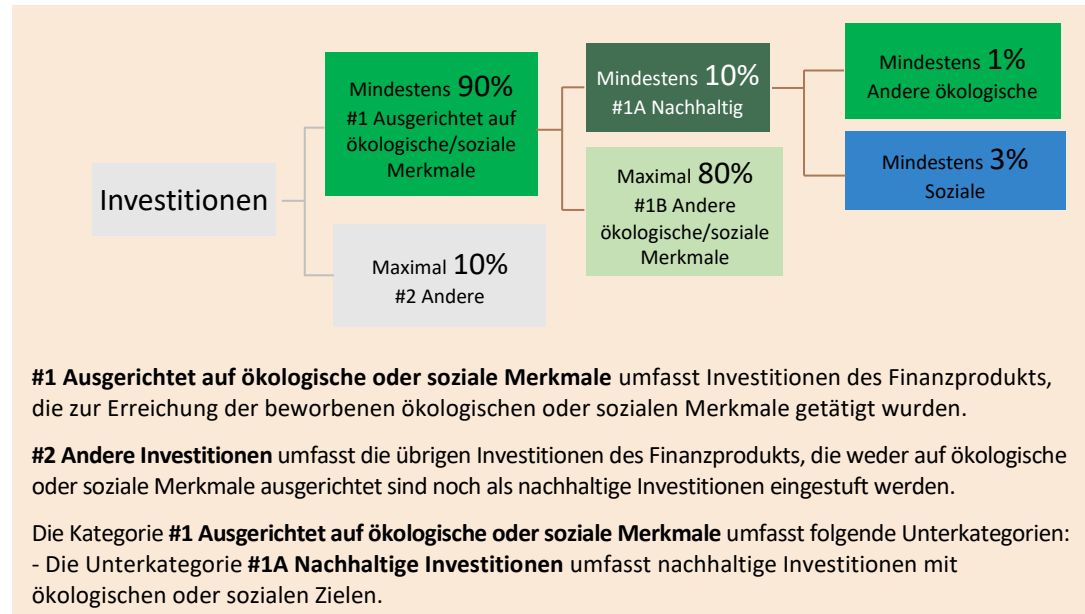 Investitionen
Mindestens 90%
#1 Ausgerichtet auf
ökologische/soziale
Merkmale
Maximal 10%
#2 Andere
Mindestens 10%
#1A Nachhaltig
Maximal 80%
#1B Andere
ökologische/soziale
Merkmale
Mindestens 1%
Andere ökologische
Mindestens 3%
Soziale
#1 Ausgerichtet auf ökologische oder soziale Merkmale umfasst Investitionen des Finanzprodukts,
die zur Erreichung der beworbenen ökologischen oder sozialen Merkmale getätigt wurden.
#2 Andere Investitionen umfasst die übrigen Investitionen des Finanzprodukts, die weder auf ökologische
oder soziale Merkmale ausgerichtet sind noch als nachhaltige Investitionen eingestuft werden.
Die Kategorie #1 Ausgerichtet auf ökologische oder soziale Merkmale umfasst folgende Unterkategorien:
- Die Unterkategorie #1A Nachhaltige Investitionen umfasst nachhaltige Investitionen mit
ökologischen oder sozialen Zielen.